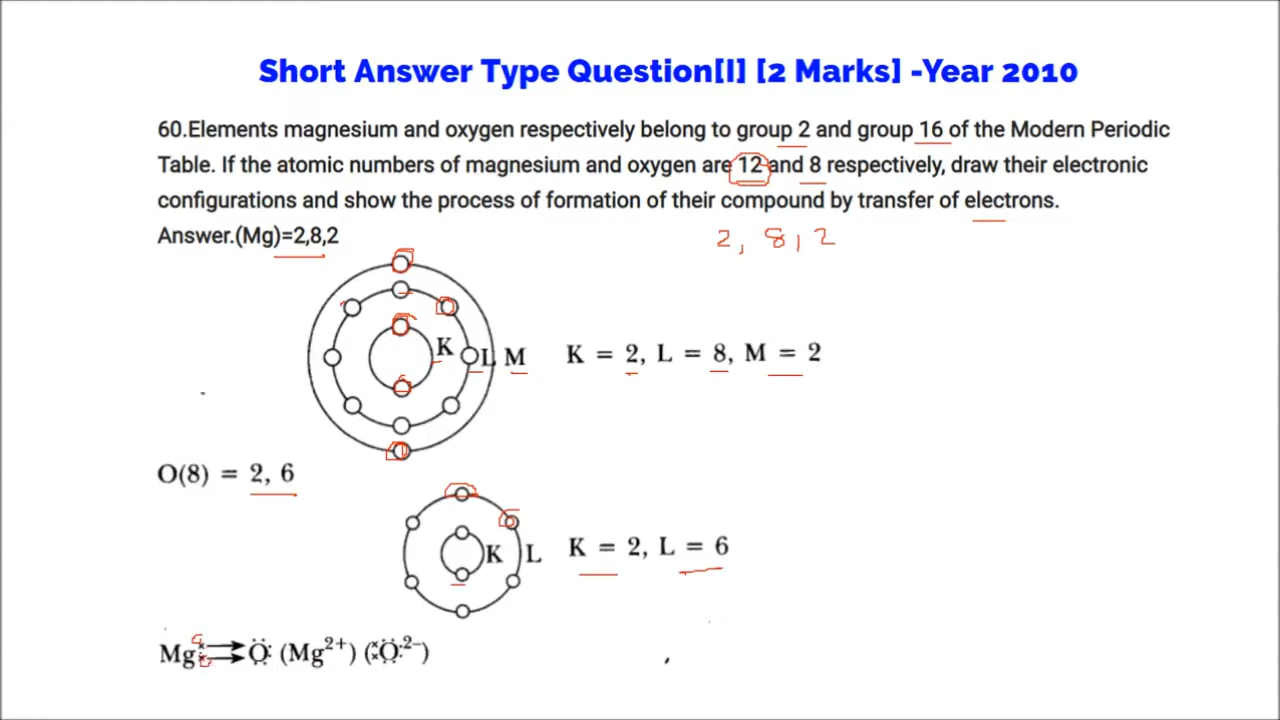 Short Answer Type Question[I] [2 Marks] -Year 2010
60.Elements magnesium and oxygen respectively belong to group 2 and group 16 of the Modern Periodic
Table. If the atomic numbers of magnesium and oxygen are 12 and 8 respectively, draw their electronic
configurations and show the process of formation of their compound by transfer of electrons.
Answer.(Mg)=2,8,2
2, 8, 2
K L M K = 2, L = 8, M = 2
O(8) = 2, 6
K L K = 2, L = 6
Mg ⇉ O (Mg²⁺) (O²⁻)